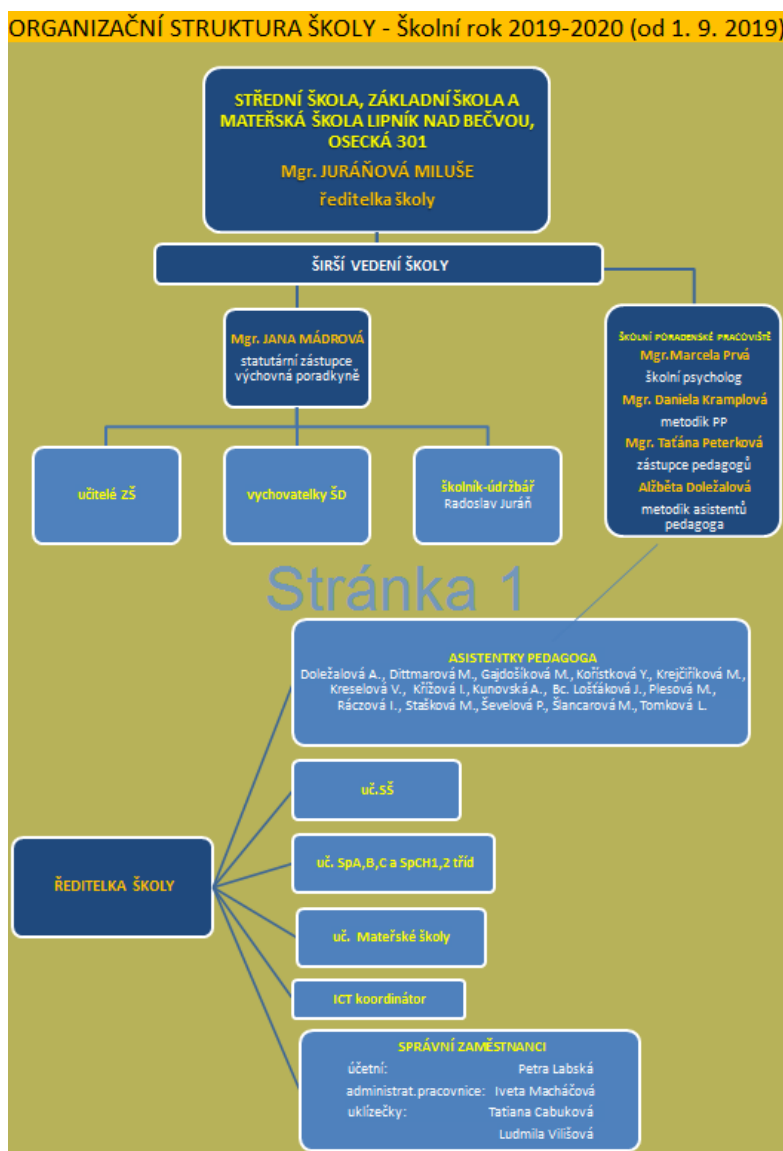 ORGANIZAČNÍ STRUKTURA ŠKOLY - Školní rok 2019-2020 (od 1. 9. 2019)
STŘEDNÍ ŠKOLA, ZÁKLADNÍ ŠKOLA A
MATEŘSKÁ ŠKOLA LIPNÍK NAD BEČVOU,
OSECKÁ 301
Mgr. JURÁŇOVÁ MILUŠE
ředitelka školy
ŠIRŠÍ VEDENÍ ŠKOLY
Mgr. JANA MÁDROVÁ
statutární zástupce
výchovná poradkyně
ŠKOLNÍ PORADENSKÉ PRACOVIŠTĚ
Mgr.Marcela Prvá
školní psycholog
Mgr. Daniela Kramplová
metodik PP
Mgr. Taťána Peterková
zástupce pedagogů
Alžběta Doležalová
metodik asistentů
pedagoga
učitelé ZŠ
vychovatelky ŠD
školník-údržbář
Radoslav Juráň
Stránka 1
ASISTENTKY PEDAGOGA
Doležalová A., Dittmarová M., Gajdošíková M., Kořístková Y., Krejčiříková M.,
Kreselová V., Křížová I., Kunovská A., Bc. Lošťáková J., Plesová M.,
Ráczová I., Stašková M., Ševelová P., Šlancarová M., Tomková L.
uč.SŠ
ŘEDITELKA ŠKOLY
uč. SpA,B,C a SpCH1,2 tříd
uč. Mateřské školy
ICT koordinátor
SPRÁVNÍ ZAMĚSTNANCI
účetní: Petra Labská
administrat.pracovnice: Iveta Macháčová
uklízečky: Tatiana Cabuková
Ludmila Vilišová